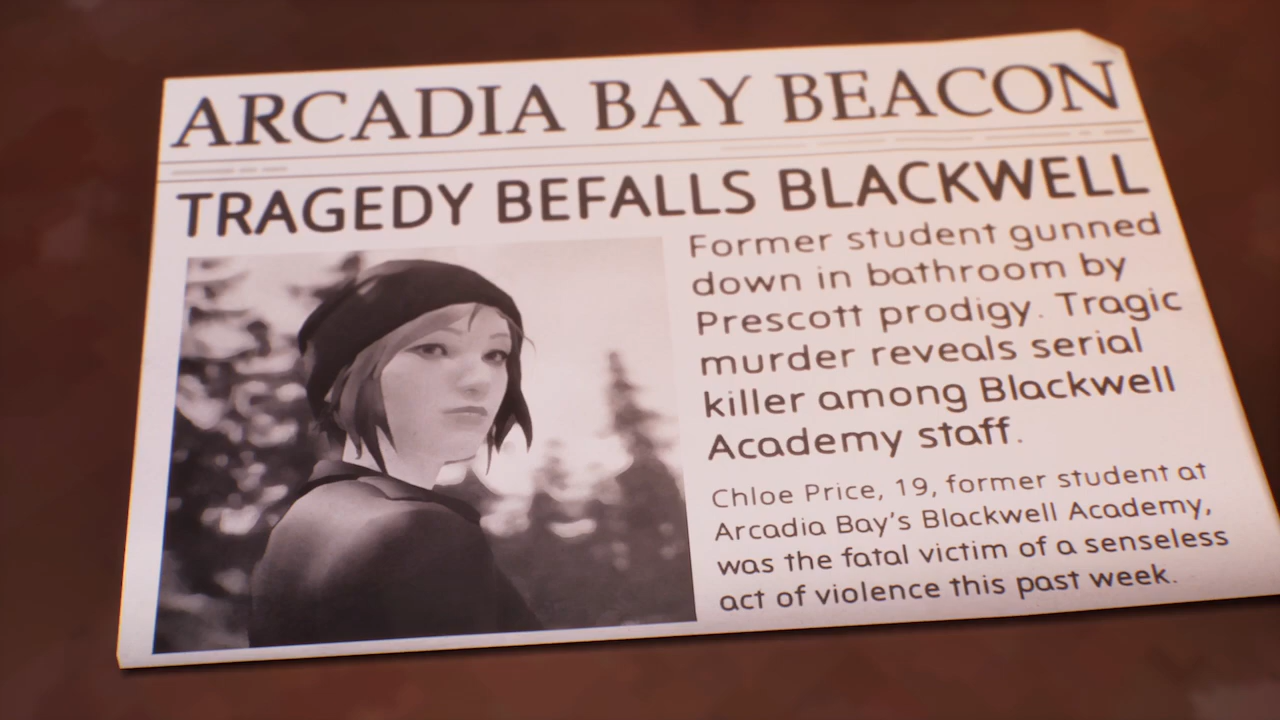 ARCADIA BAY BEACON
TRAGEDY BEFALLS BLACKWELL
Former student gunned
down in bathroom by
Prescott prodigy. Tragic
murder reveals serial
killer among Blackwell
Academy staff.
Chloe Price, 19, former student at
Arcadia Bay's Blackwell Academy,
was the fatal victim of a senseless
act of violence this past week.